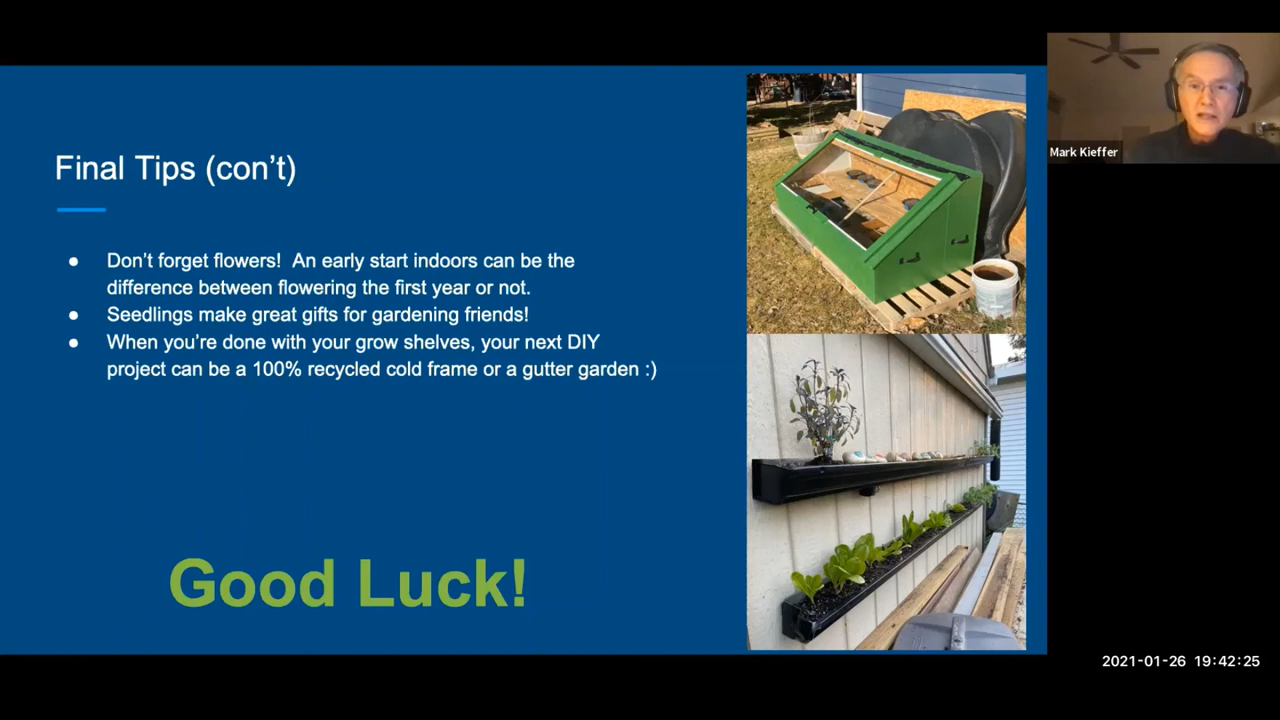 Final Tips (con't)
● Don't forget flowers!  An early start indoors can be the
difference between flowering the first year or not.
● Seedlings make great gifts for gardening friends!
● When you're done with your grow shelves, your next DIY
project can be a 100% recycled cold frame or a gutter garden :)
Good Luck!
Mark Kieffer
2021-01-26 19:42:25